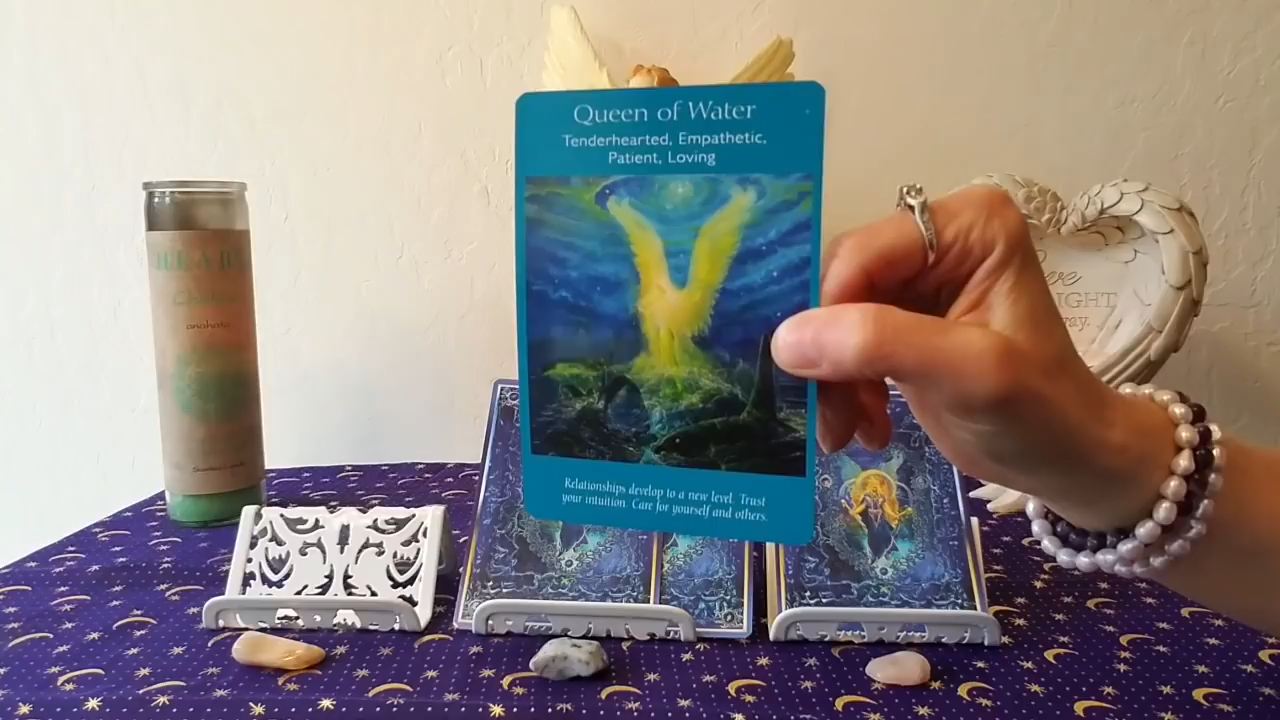 Queen of Water
Tenderhearted, Empathetic,
Patient, Loving
Relationships develop to a new level. Trust
your intuition. Care for yourself and others.
anahata
LIGHT
way.